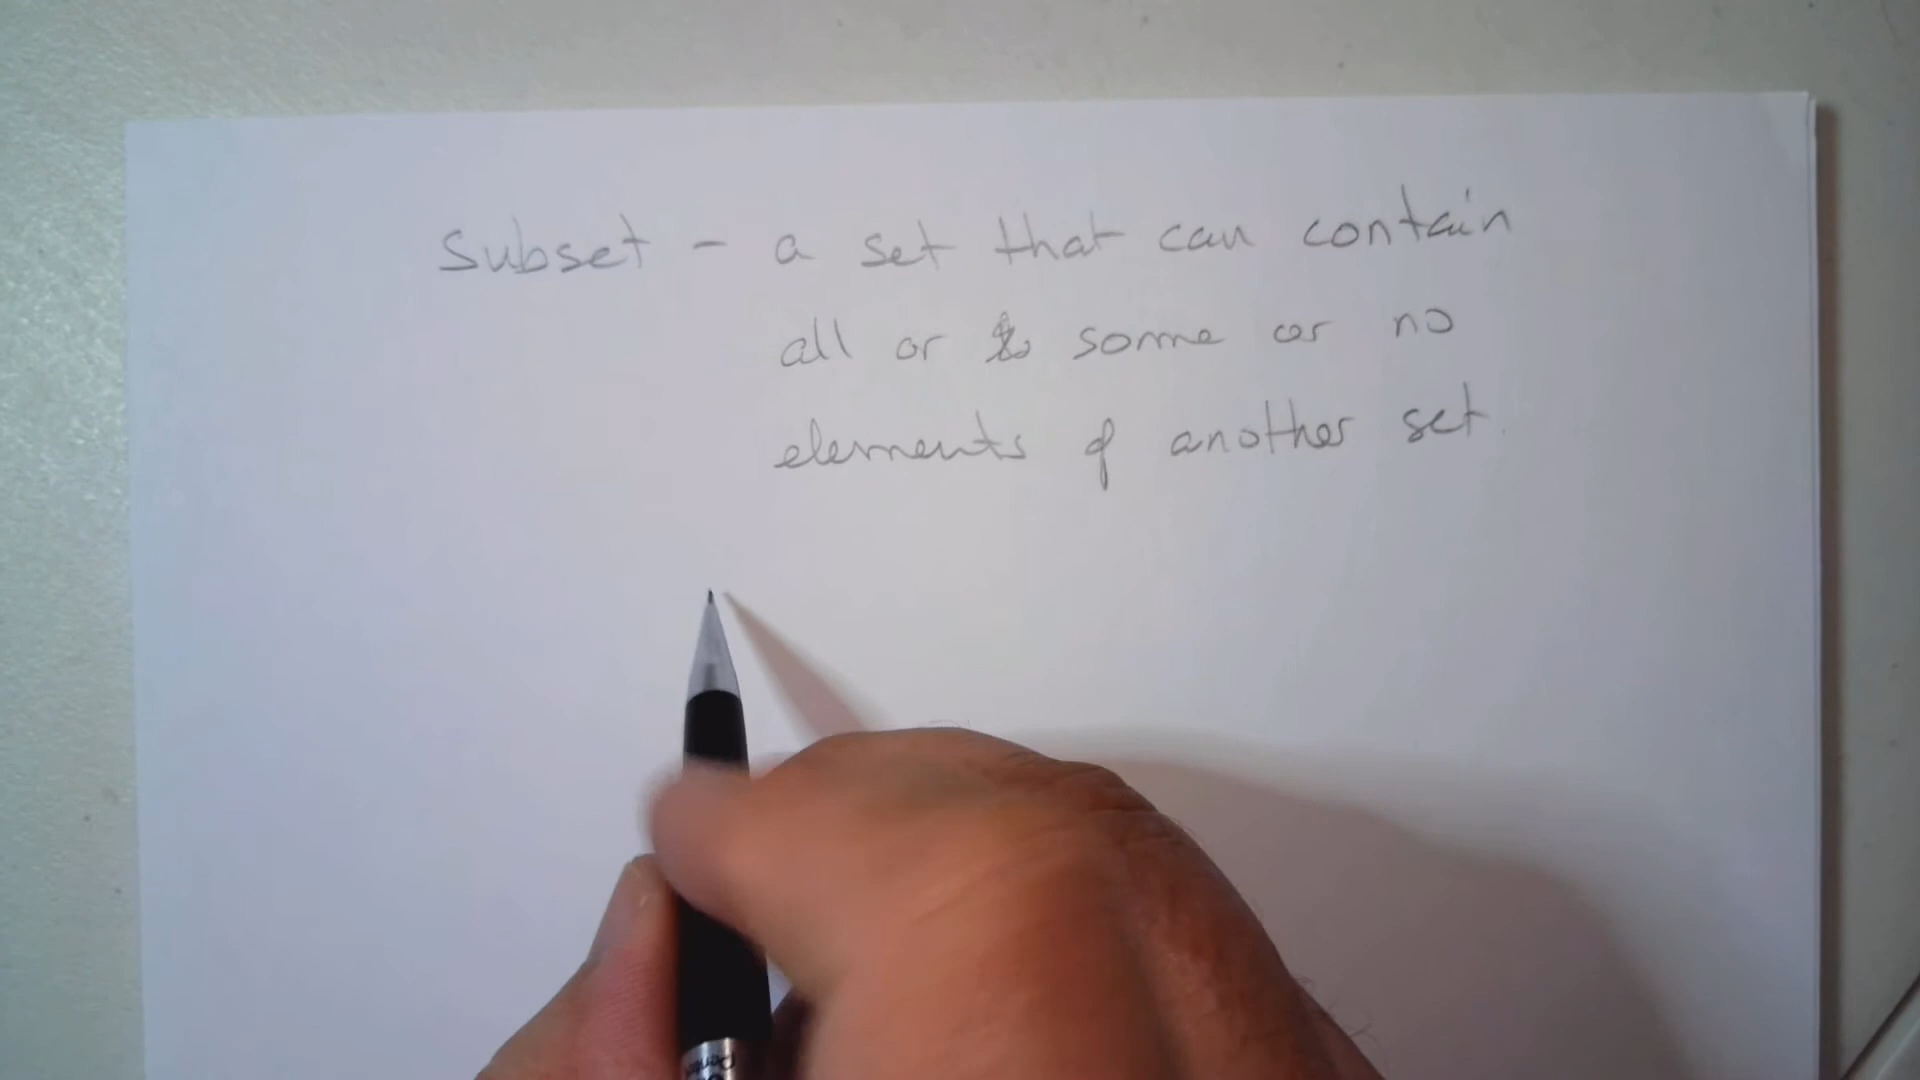 Subset - a set that can contain
all or some or no
elements of another set.